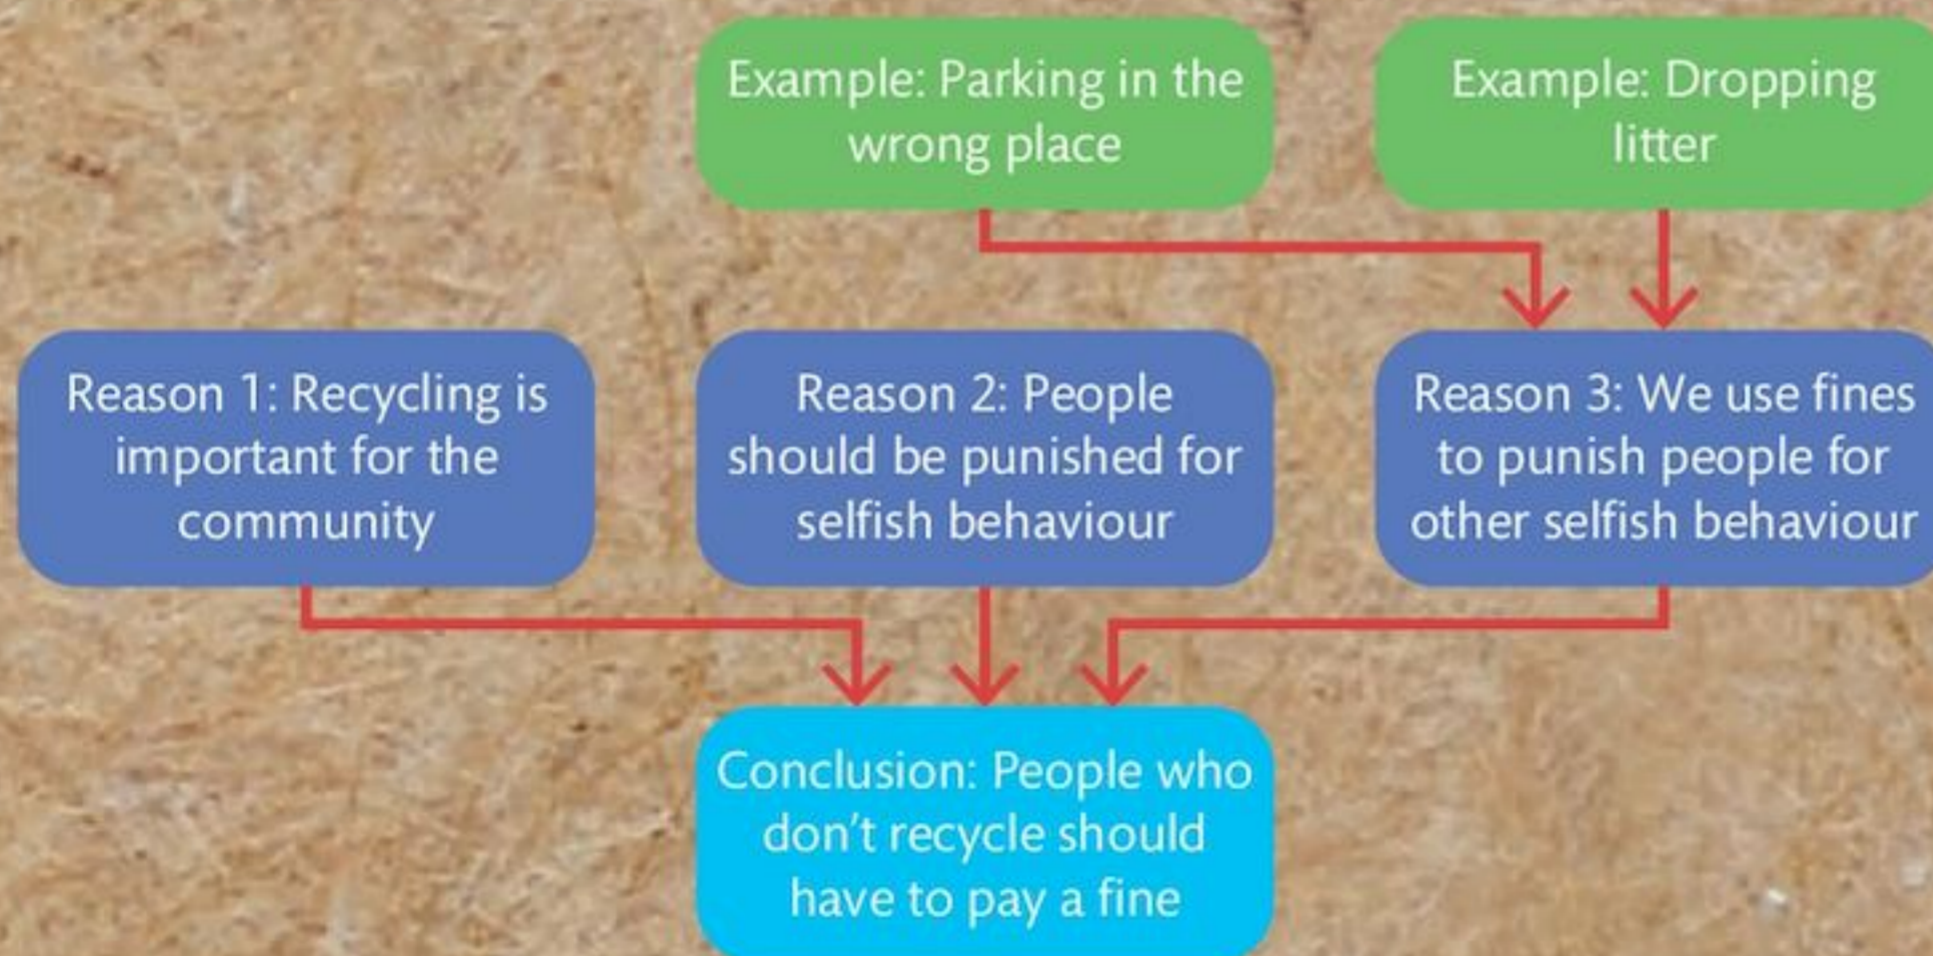 Example: Parking in the
wrong place
Example: Dropping
litter
Reason 1: Recycling is
important for the
community
Reason 2: People
should be punished for
selfish behaviour
Reason 3: We use fines
to punish people for
other selfish behaviour
Conclusion: People who
don't recycle should
have to pay a fine